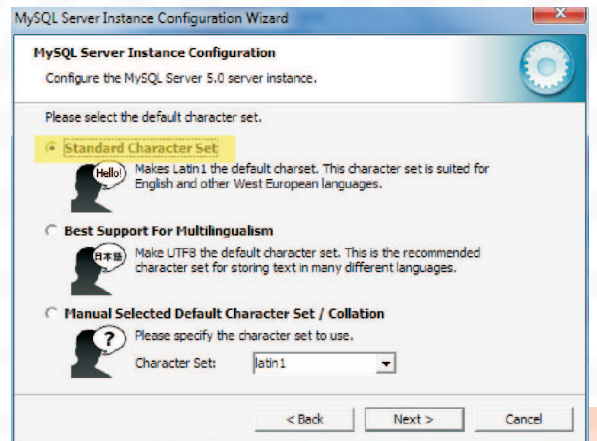 MySQL Server Instance Configuration Wizard
MySQL Server Instance Configuration
Configure the MySQL Server 5.0 server instance.
Please select the default character set.
Standard Character Set
Hello!
Makes Latin1 the default charset. This character set is suited for
English and other West European languages.
Best Support For Multilingualism
日本語
Make UTF8 the default character set. This is the recommended
character set for storing text in many different languages.
Manual Selected Default Character Set / Collation
?
Please specify the character set to use.
Character Set: latin1
< Back Next > Cancel